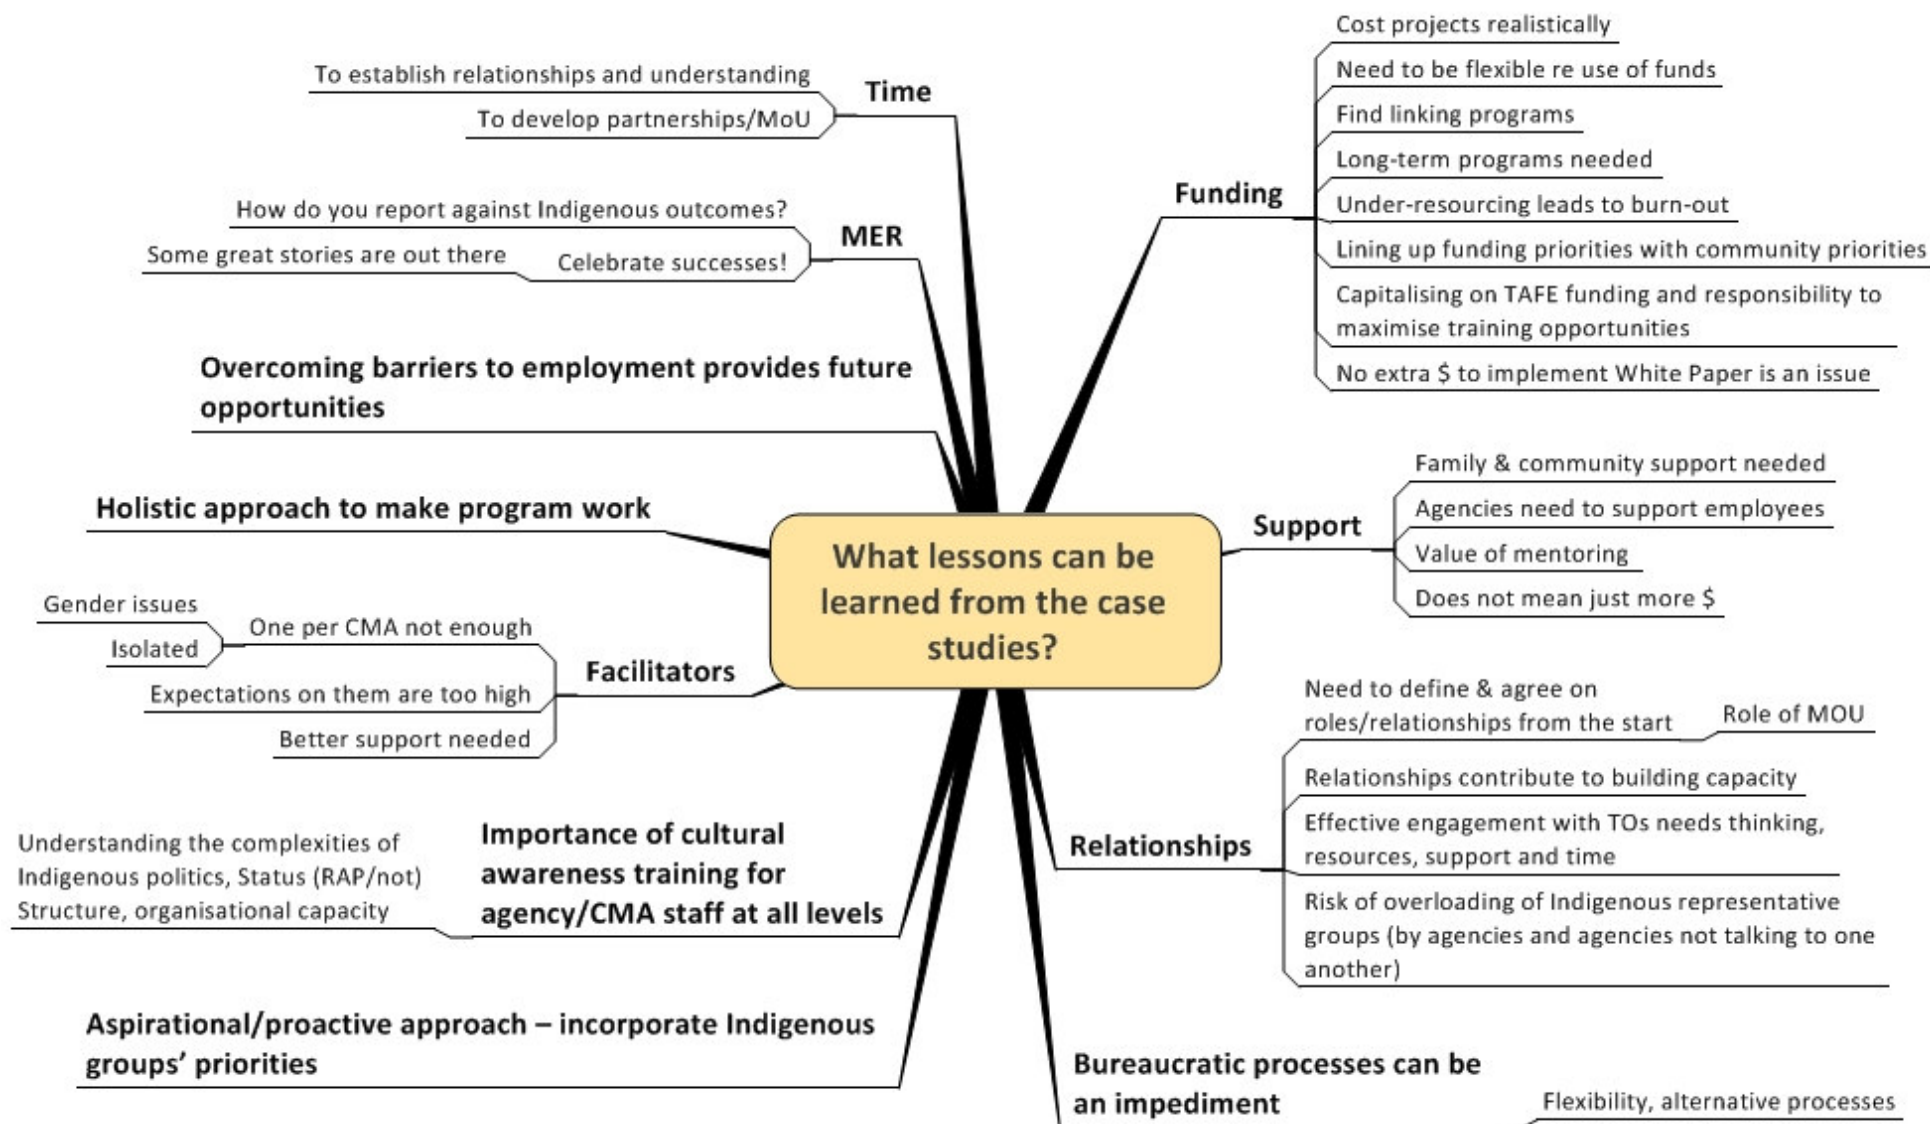 What lessons can be
learned from the case
studies?
Funding
Cost projects realistically
Need to be flexible re use of funds
Find linking programs
Long-term programs needed
Under-resourcing leads to burn-out
Lining up funding priorities with community priorities
Capitalising on TAFE funding and responsibility to
maximise training opportunities
No extra $ to implement White Paper is an issue
Support
Family & community support needed
Agencies need to support employees
Value of mentoring
Does not mean just more $
Relationships
Need to define & agree on
roles/relationships from the start
Role of MOU
Relationships contribute to building capacity
Effective engagement with TOs needs thinking,
resources, support and time
Risk of overloading of Indigenous representative
groups (by agencies and agencies not talking to one
another)
Bureaucratic processes can be
an impediment
Flexibility, alternative processes
Time
To establish relationships and understanding
To develop partnerships/MoU
MER
How do you report against Indigenous outcomes?
Celebrate successes!
Some great stories are out there
Overcoming barriers to employment provides future
opportunities
Holistic approach to make program work
Facilitators
One per CMA not enough
Gender issues
Isolated
Expectations on them are too high
Better support needed
Importance of cultural
awareness training for
agency/CMA staff at all levels
Understanding the complexities of
Indigenous politics, Status (RAP/not)
Structure, organisational capacity
Aspirational/proactive approach – incorporate Indigenous
groups’ priorities